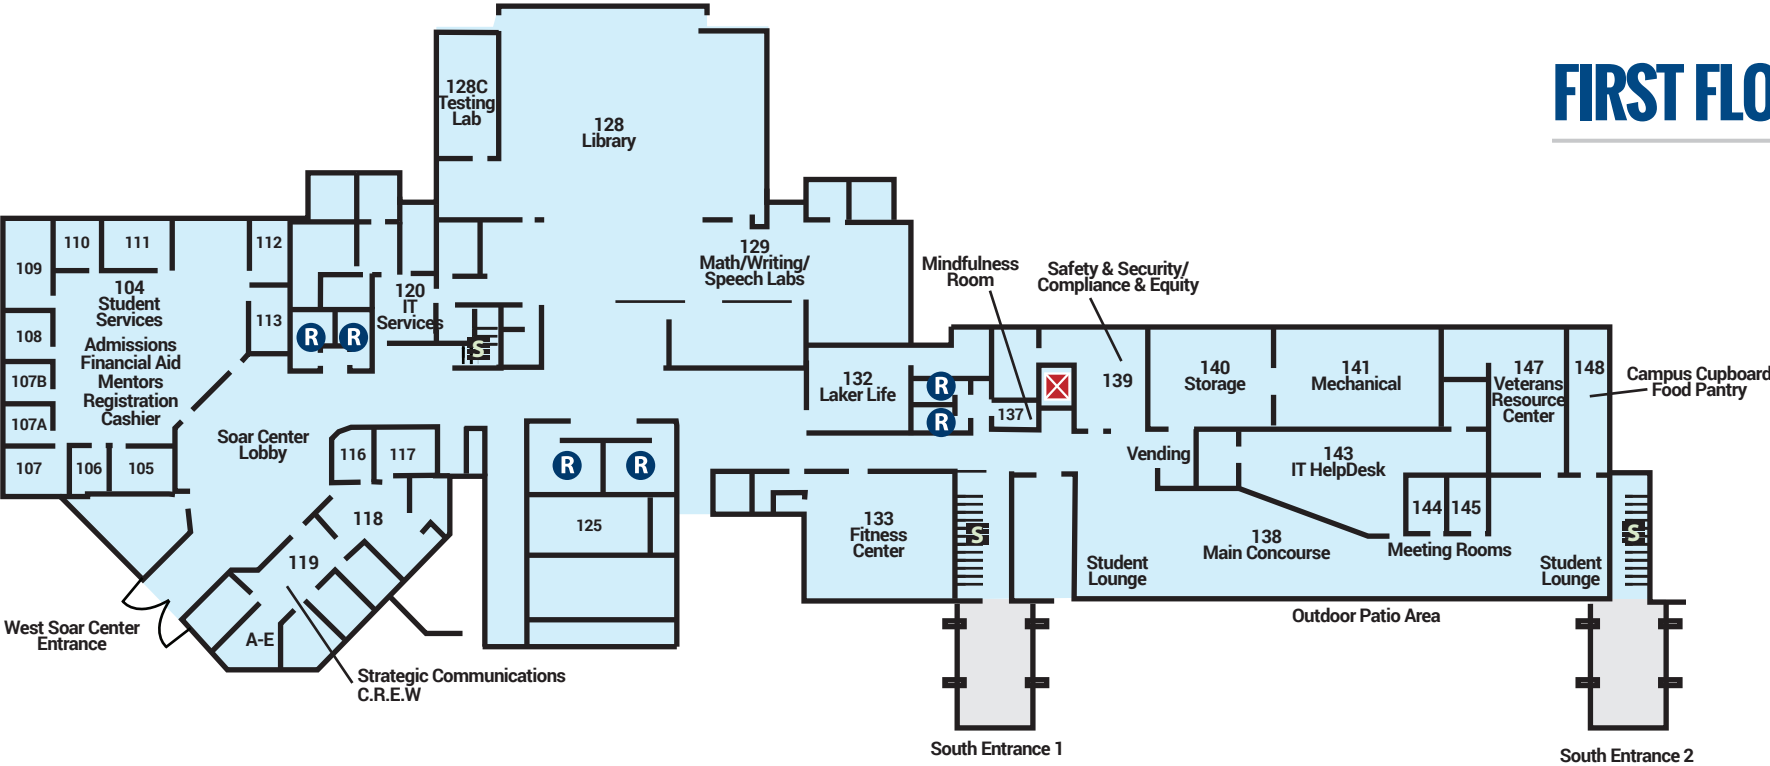 FIRST FLO
128C
Testing
Lab
128
Library
110
111
112
109
104
Student
Services
113
108
Admissions
Financial Aid
Mentors
Registration
Cashier
107B
107A
107
106
105
120
IT
Services
R
R
S
129
Math/Writing/
Speech Labs
Mindfulness
Room
Safety & Security/
Compliance & Equity
132
Laker Life
R
R
137
139
140
Storage
141
Mechanical
147
Veterans
Resource
Center
148
Campus Cupboard
Food Pantry
Soar Center
Lobby
116
117
R
R
Vending
143
IT HelpDesk
118
125
133
Fitness
Center
S
144
145
138
Main Concourse
Meeting Rooms
S
119
Student
Lounge
Student
Lounge
Outdoor Patio Area
West Soar Center
Entrance
A-E
Strategic Communications
C.R.E.W
South Entrance 1
South Entrance 2